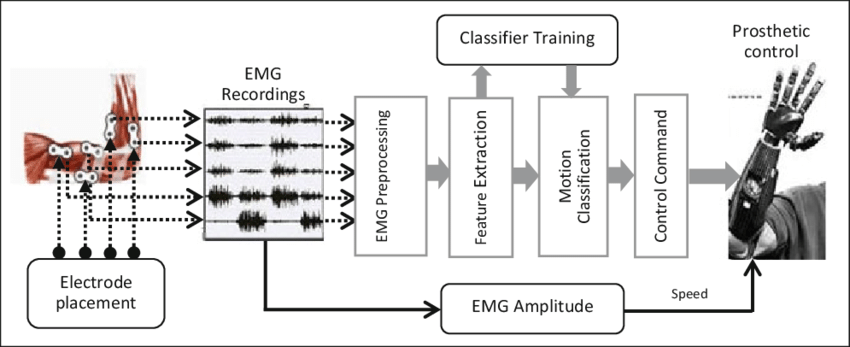 Classifier Training
Prosthetic
control
EMG
Recordings
EMG Preprocessing
Feature Extraction
Motion
Classification
Control Command
Electrode
placement
EMG Amplitude
Speed